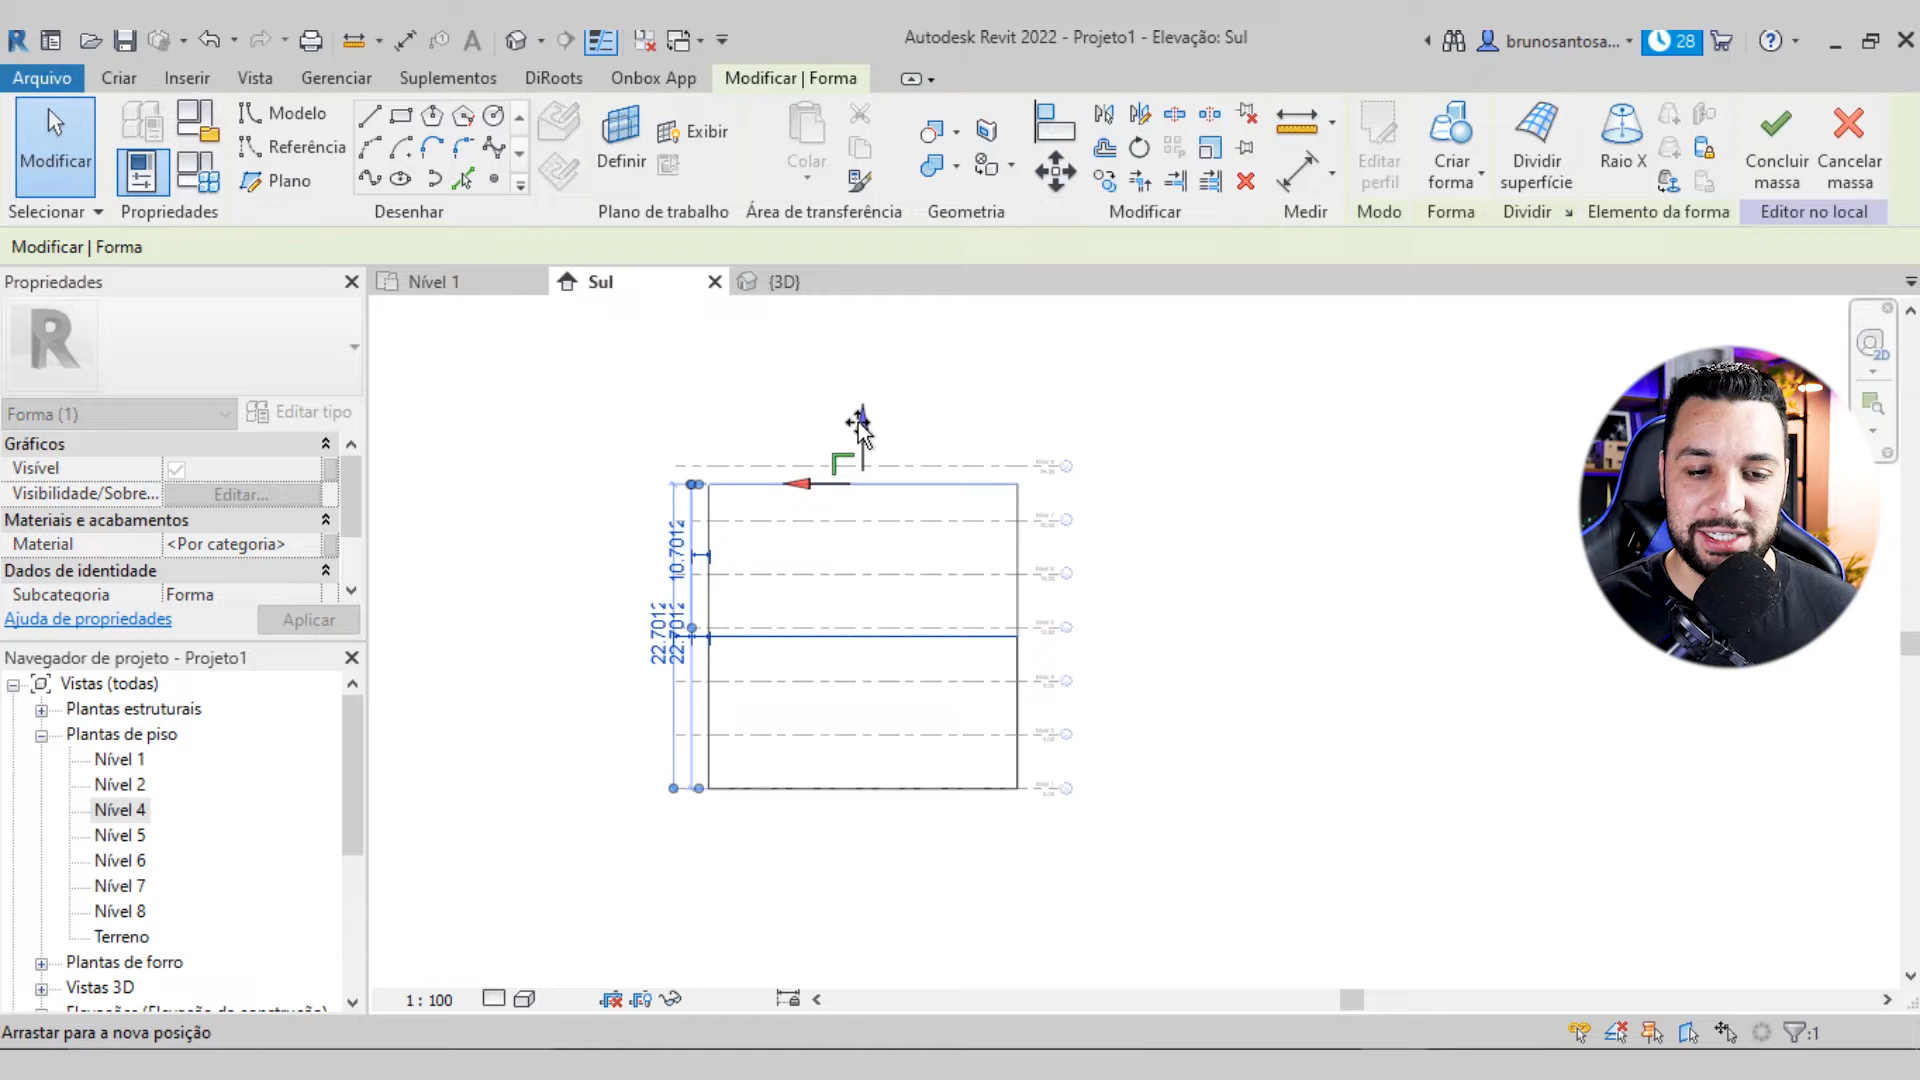 Autodesk Revit 2022 - Projeto1 - Elevação: Sul
brunosantosa...
28
Arquivo
Criar
Inserir
Vista
Gerenciar
Suplementos
DiRoots
Onbox App
Modificar | Forma
Modificar
Modelo
Referência
Plano
Definir
Exibir
Colar
Editar perfil
Criar forma
Dividir superfície
Raio X
Concluir massa
Cancelar massa
Selecionar
Propriedades
Desenhar
Plano de trabalho
Área de transferência
Geometria
Modificar
Medir
Modo
Forma
Dividir
Elemento da forma
Editor no local
Modificar | Forma
Propriedades
Nível 1
Sul
{3D}
R
Forma (1)
Editar tipo
Gráficos
Visível
Visibilidade/Sobre...
Editar...
Materiais e acabamentos
Material
<Por categoria>
Dados de identidade
Subcategoria
Forma
Ajuda de propriedades
Aplicar
Navegador de projeto - Projeto1
Vistas (todas)
Plantas estruturais
Plantas de piso
Nível 1
Nível 2
Nível 4
Nível 5
Nível 6
Nível 7
Nível 8
Terreno
Plantas de forro
Vistas 3D
10.7012
22.7012
22.7012
2D
1 : 100
Arrastar para a nova posição
:1